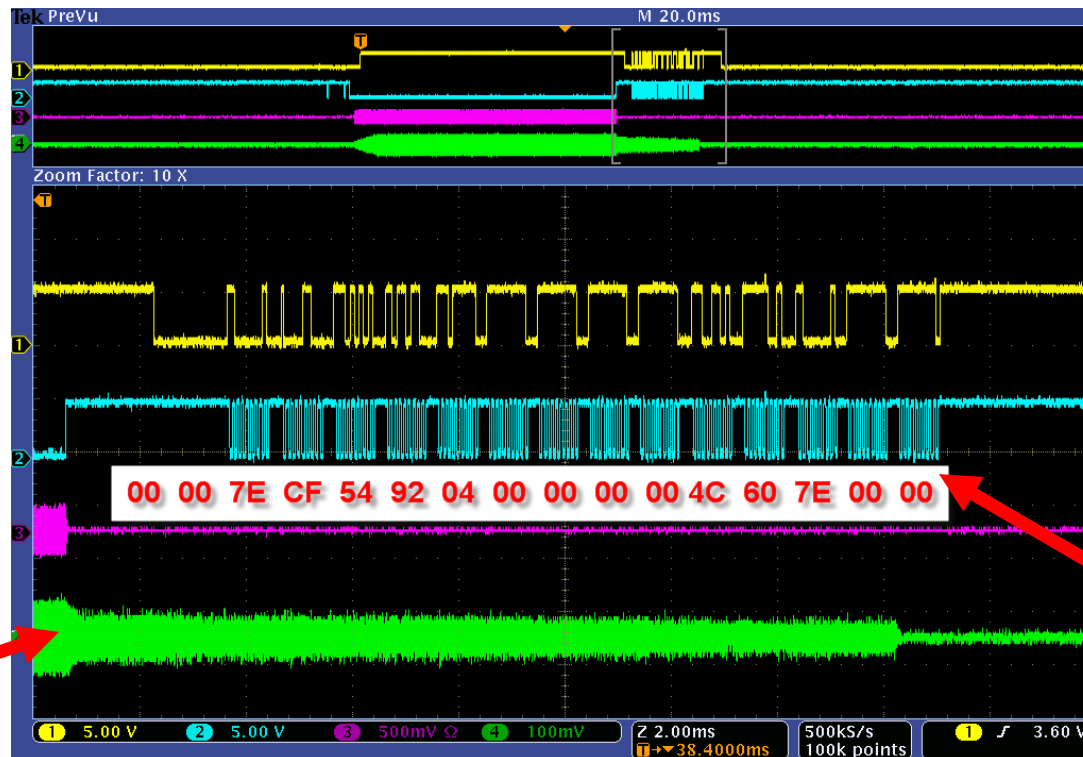 Tek PreVu M 20.0ms
T
1
2
3
4
Zoom Factor: 10 X
T
1
2
00 00 7E CF 54 92 04 00 00 00 00 4C 60 7E 00 00
3
1 5.00 V 2 5.00 V 3 500mV Ω 4 100mV Z 2.00ms 500kS/s 1 3.60 V
T→▼38.4000ms 100k points